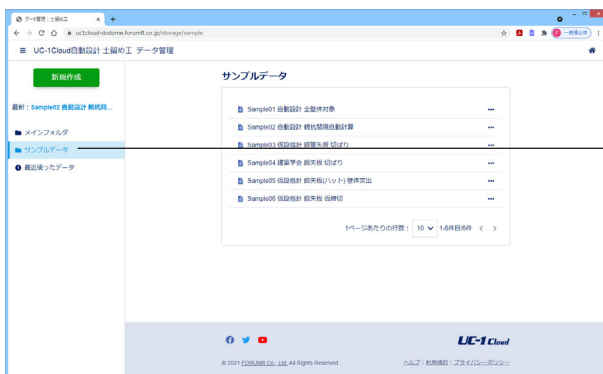 データ管理 : 土留め工
uc1cloud-dodome.forum8.co.jp/storage/sample
一時停止中
UC-1Cloud自動設計 土留め工 データ管理
新規作成
サンプルデータ
最新 : Sample02 自動設計 親杭間...
メインフォルダ
サンプルデータ
最近使ったデータ
Sample01 自動設計 全壁体対象
Sample02 自動設計 親杭間隔自動計算
Sample03 仮設指針 鋼管矢板 切ばり
Sample04 建築学会 鋼矢板 切ばり
Sample05 仮設指針 鋼矢板(ハット) 壁体突出
Sample06 仮設指針 鋼矢板 仮締切
1ページあたりの行数 : 10 1-6件目/6件
UC-1 Cloud
© 2021 FORUM8 Co., Ltd. All Rights Reserved.
ヘルプ | 利用規約 | プライバシーポリシー